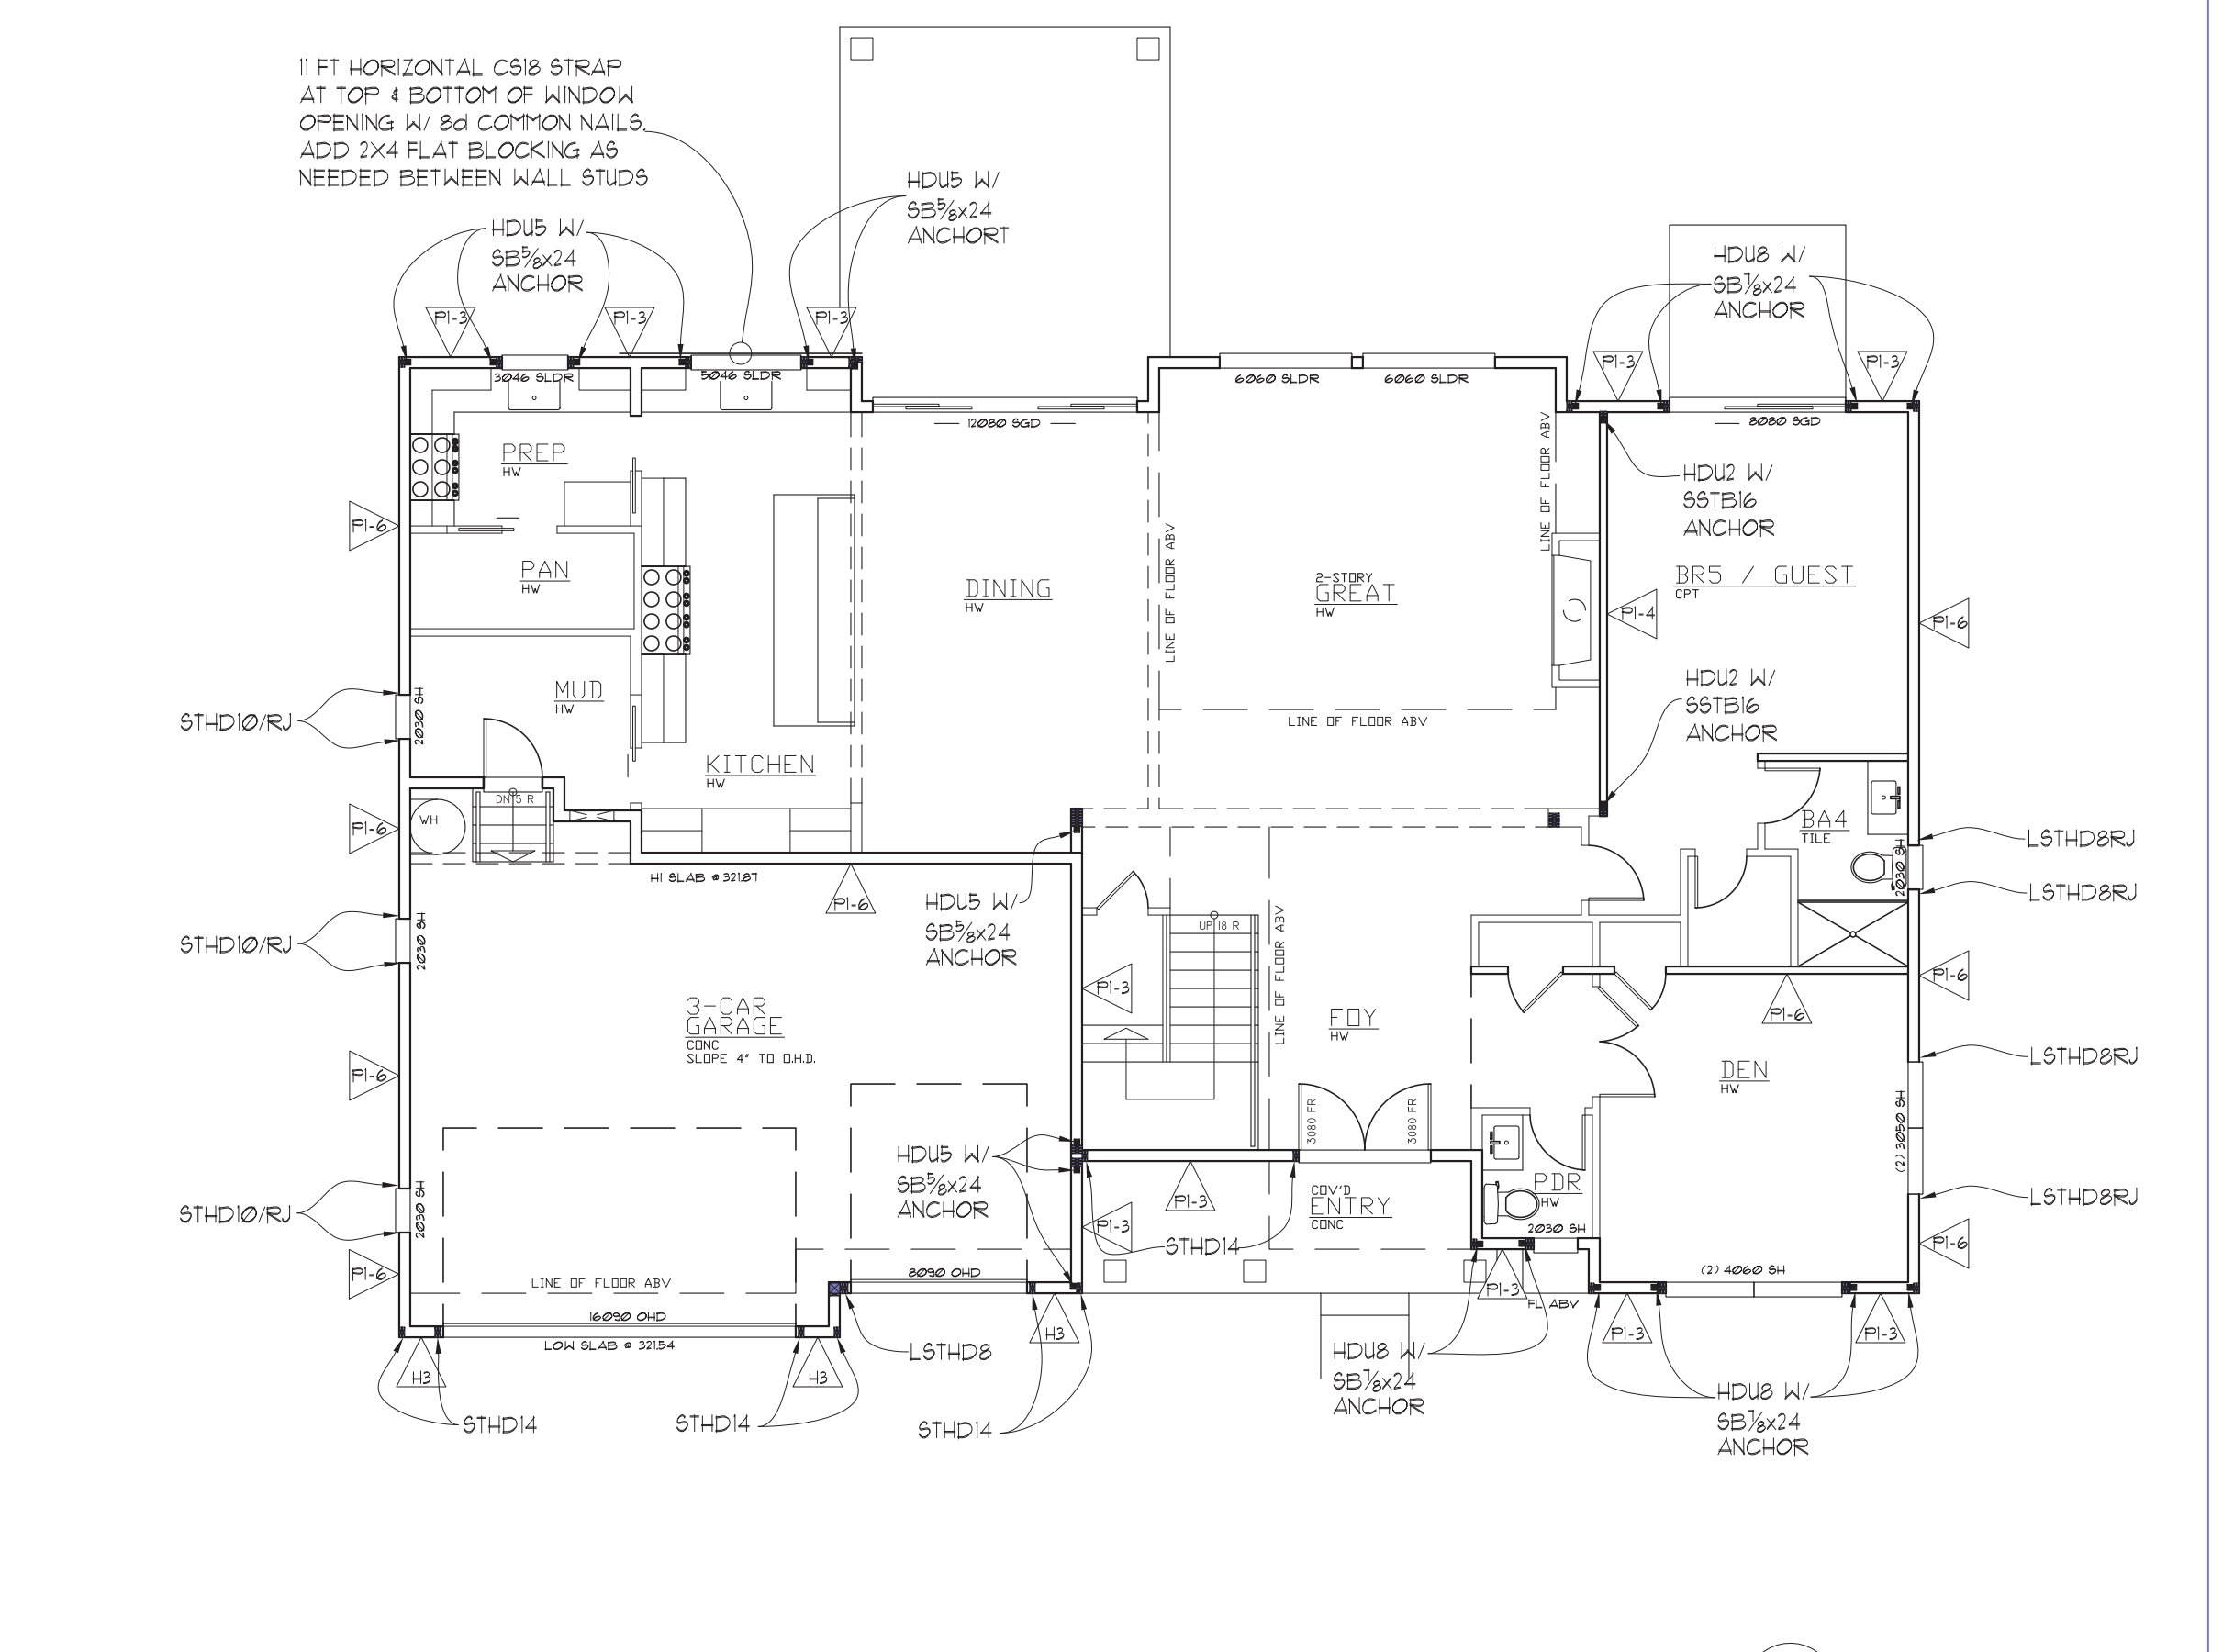 11 FT HORIZONTAL CS18 STRAP
AT TOP & BOTTOM OF WINDOW
OPENING W/ 8d COMMON NAILS.
ADD 2X4 FLAT BLOCKING AS
NEEDED BETWEEN WALL STUDS
HDU5 W/
SB5/8x24
ANCHORT
HDU5 W/
SB5/8x24
ANCHOR
HDU8 W/
SB7/8x24
ANCHOR
P1-3
P1-3
P1-3
P1-3
P1-3
3046 SLDR
5046 SLDR
6060 SLDR
6060 SLDR
12080 SGD
8080 SGD
PREP
HW
LINE OF FLOOR ABV
HDU2 W/
SSTB16
ANCHOR
P1-6
PAN
HW
DINING
HW
LINE OF FLOOR ABV
2-STORY
GREAT
HW
BR5 / GUEST
CPT
P1-4
P1-6
MUD
HW
HDU2 W/
SSTB16
ANCHOR
STHD10/RJ
2030 SH
LINE OF FLOOR ABV
KITCHEN
HW
DN 5 R
WH
P1-6
BA4
TILE
LSTHD8RJ
2030 SH
LSTHD8RJ
HI SLAB @ 321.87
P1-6
HDU5 W/
SB5/8x24
ANCHOR
UP 18 R
STHD10/RJ
2030 SH
LINE OF FLOOR ABV
P1-3
P1-6
P1-6
3-CAR
GARAGE
CONC
SLOPE 4" TO O.H.D.
FOY
HW
P1-6
DEN
HW
LSTHD8RJ
3080 FR
3080 FR
(2) 3050 SH
HDU5 W/
SB5/8x24
ANCHOR
PDR
HW
LSTHD8RJ
STHD10/RJ
2030 SH
P1-3
P1-3
COV'D
ENTRY
CONC
2030 SH
P1-6
STHD14
P1-6
LINE OF FLOOR ABV
8090 OHD
(2) 4060 SH
P1-3
FL ABV
16090 OHD
LOW SLAB @ 321.54
H3
P1-3
P1-3
LSTHD8
HDU8 W/
SB7/8x24
ANCHOR
H3
H3
HDU8 W/
SB7/8x24
ANCHOR
STHD14
STHD14
STHD14